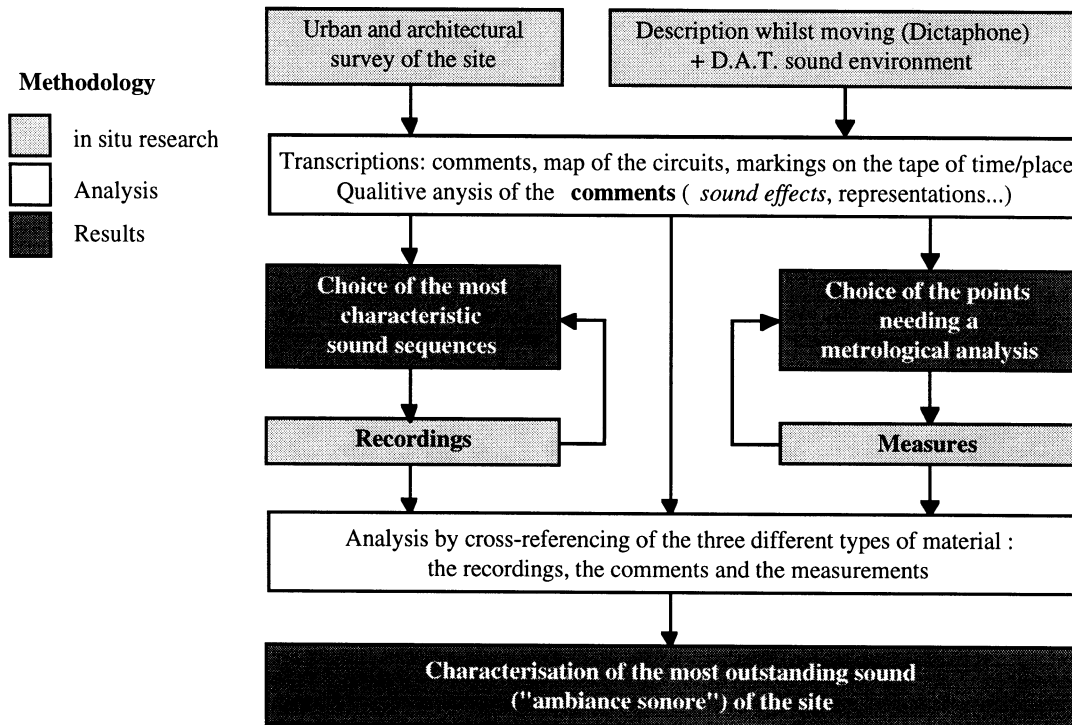 Urban and architectural
survey of the site
Description whilst moving (Dictaphone)
+ D.A.T. sound environment
Methodology
in situ research
Analysis
Results
Transcriptions: comments, map of the circuits, markings on the tape of time/place
Qualitive anysis of the comments ( sound effects, representations...)
Choice of the most
characteristic
sound sequences
Choice of the points
needing a
metrological analysis
Recordings
Measures
Analysis by cross-referencing of the three different types of material :
the recordings, the comments and the measurements
Characterisation of the most outstanding sound
("ambiance sonore") of the site